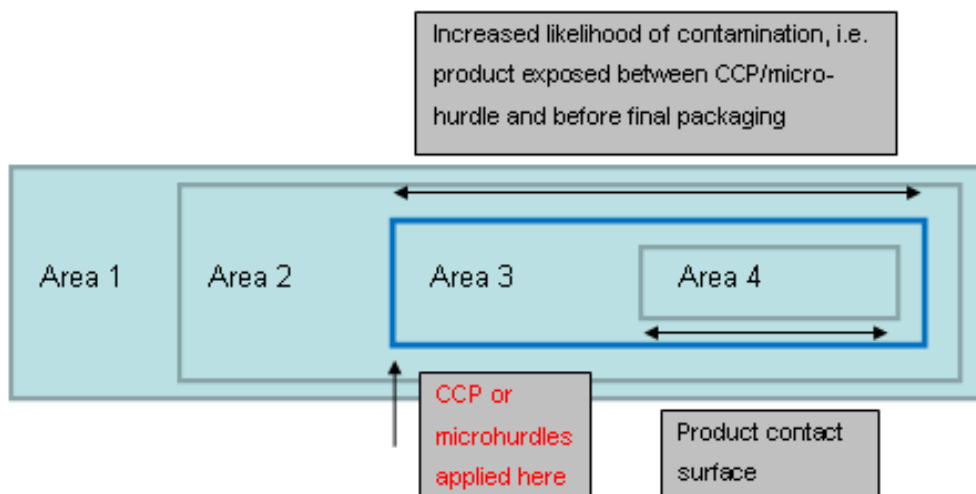 Increased likelihood of contamination, i.e.
product exposed between CCP/micro-
hurdle and before final packaging
Area 1
Area 2
Area 3
Area 4
CCP or
microhurdles
applied here
Product contact
surface